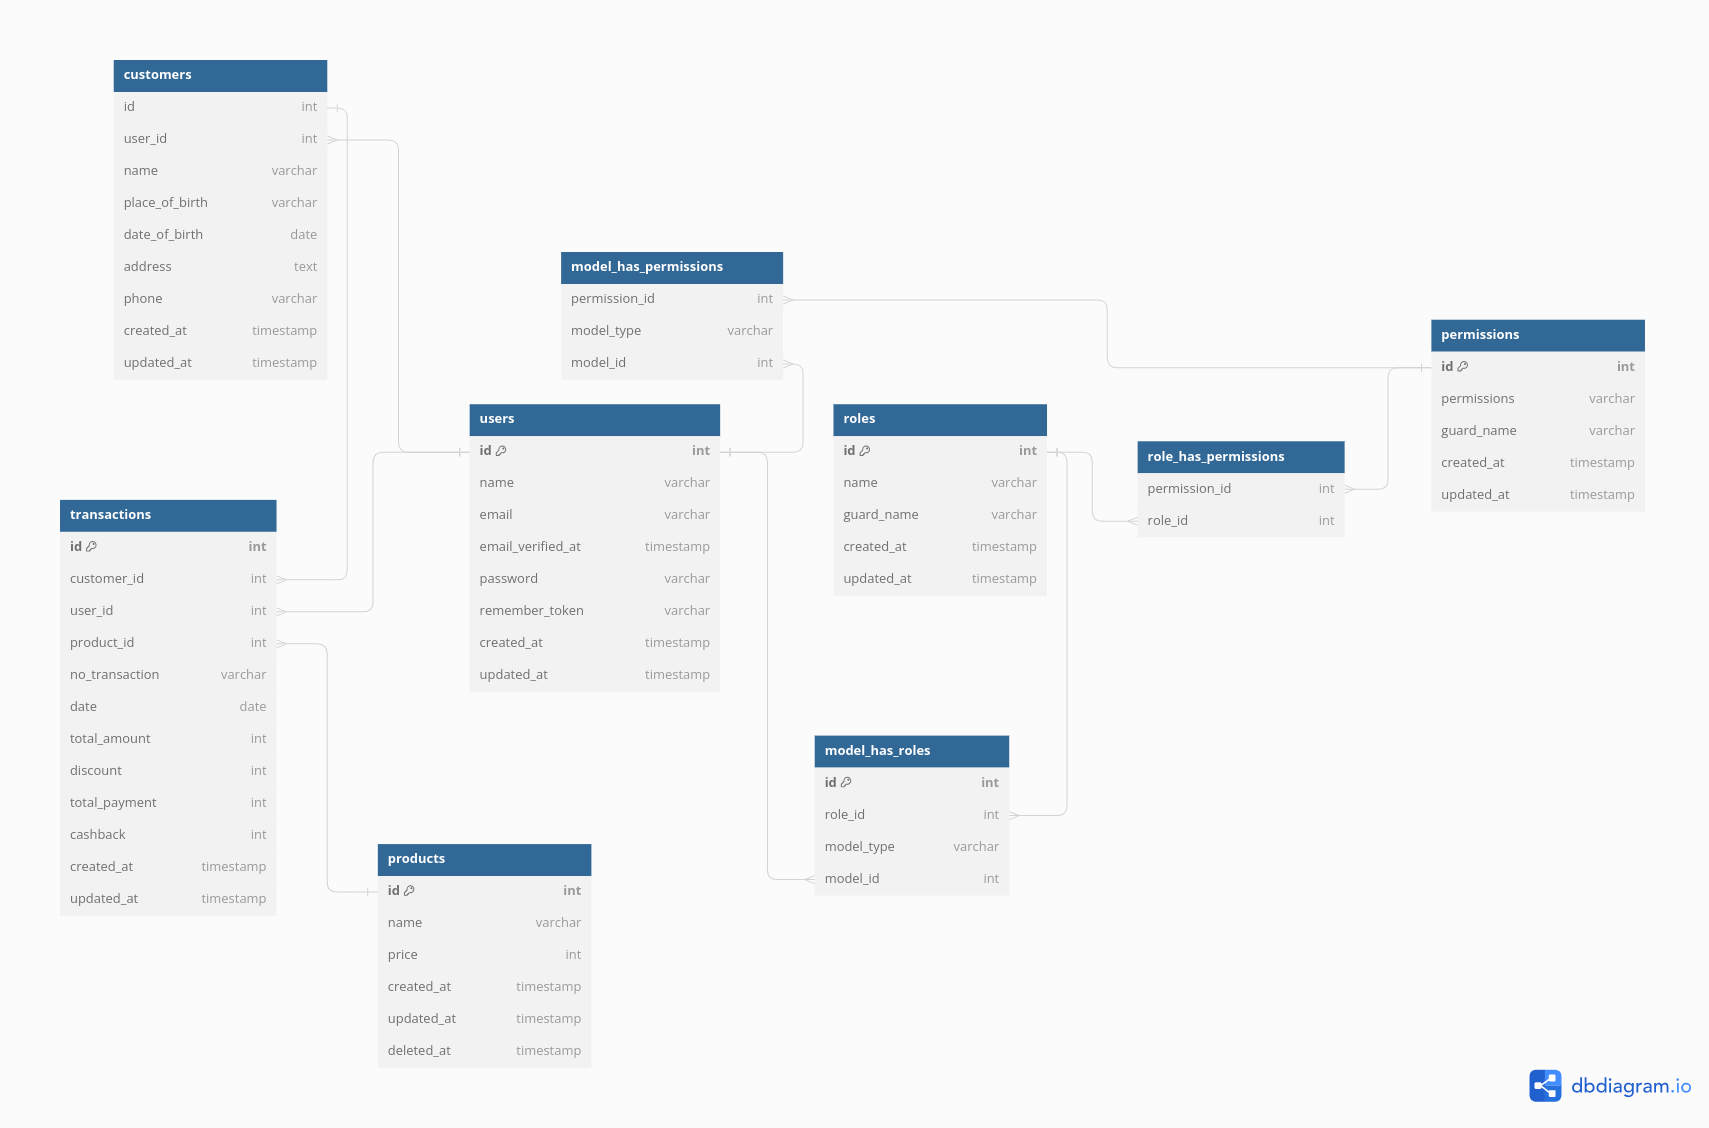 customers
id int
user_id int
name varchar
place_of_birth varchar
date_of_birth date
address text
phone varchar
created_at timestamp
updated_at timestamp
model_has_permissions
permission_id int
model_type varchar
model_id int
permissions
id int
permissions varchar
guard_name varchar
created_at timestamp
updated_at timestamp
users
id int
name varchar
email varchar
email_verified_at timestamp
password varchar
remember_token varchar
created_at timestamp
updated_at timestamp
roles
id int
name varchar
guard_name varchar
created_at timestamp
updated_at timestamp
role_has_permissions
permission_id int
role_id int
transactions
id int
customer_id int
user_id int
product_id int
no_transaction varchar
date date
total_amount int
discount int
total_payment int
cashback int
created_at timestamp
updated_at timestamp
model_has_roles
id int
role_id int
model_type varchar
model_id int
products
id int
name varchar
price int
created_at timestamp
updated_at timestamp
deleted_at timestamp
dbdiagram.io